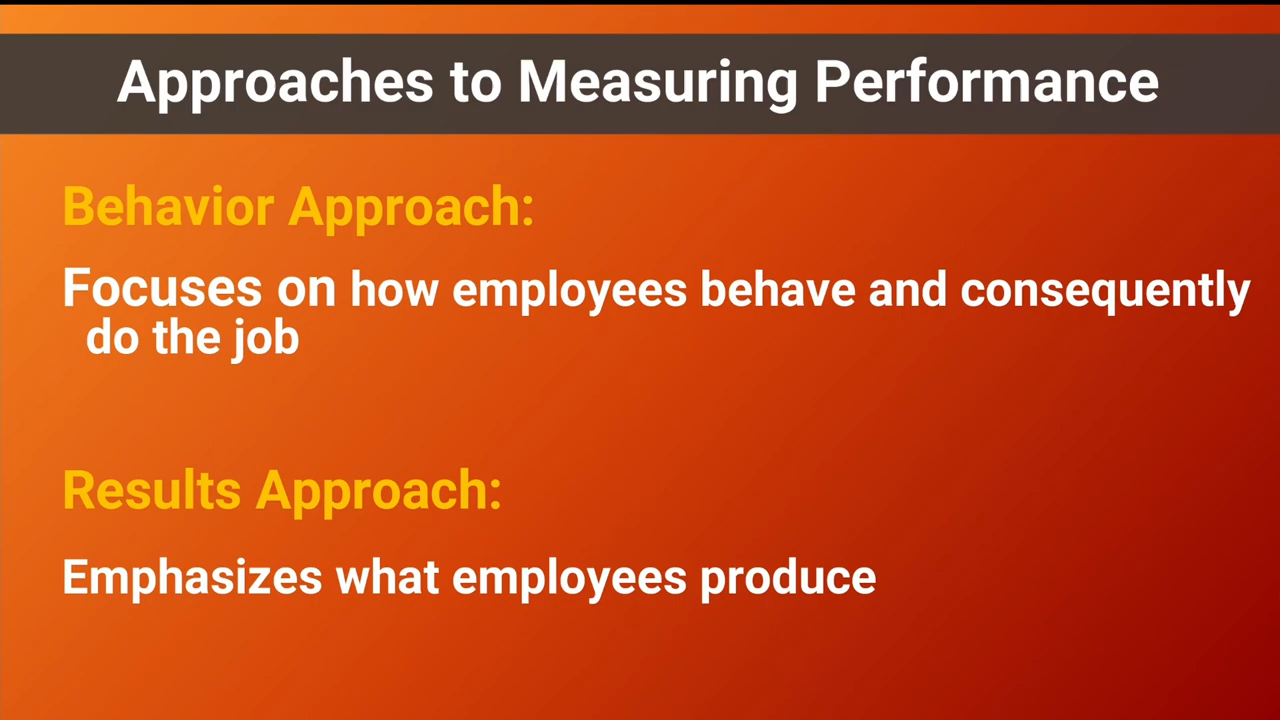 Approaches to Measuring Performance
Behavior Approach:
Focuses on how employees behave and consequently
do the job
Results Approach:
Emphasizes what employees produce